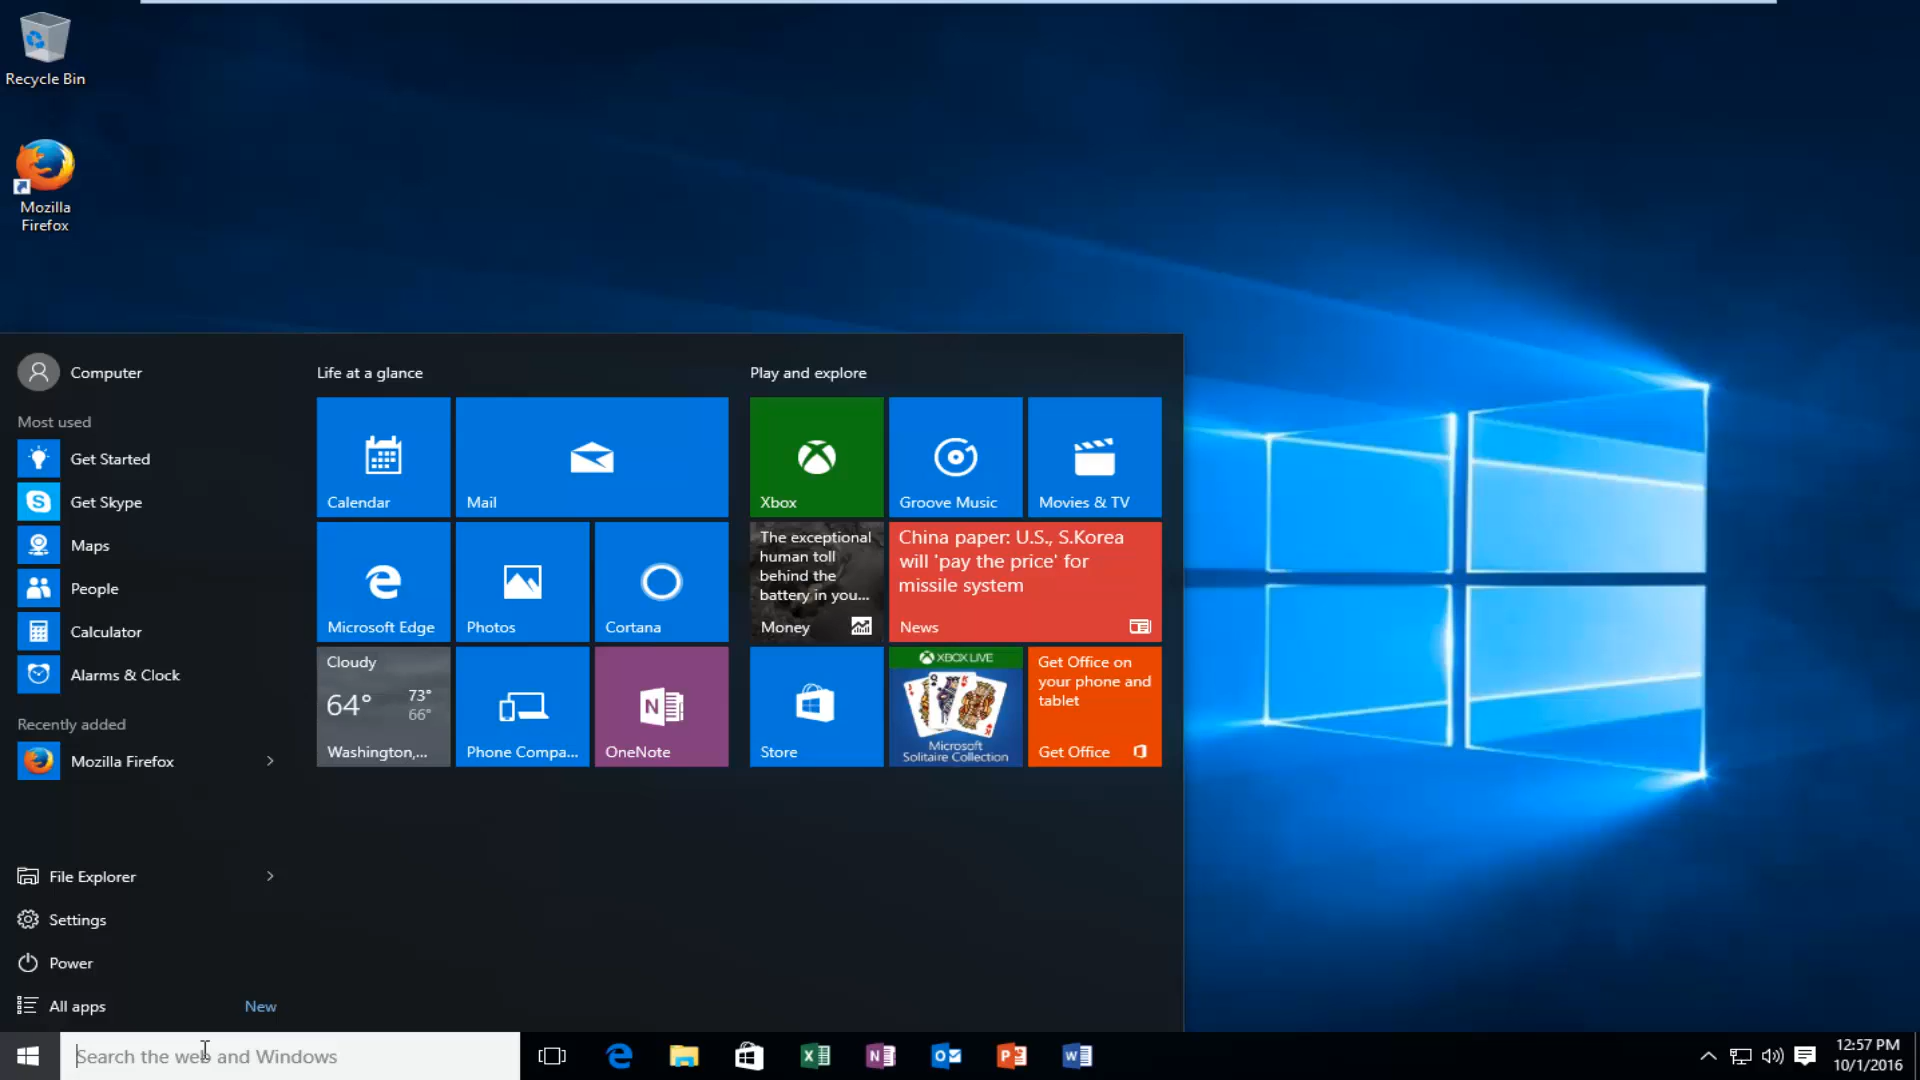 Recycle Bin
Mozilla
Firefox
Computer
Most used
Get Started
Get Skype
Maps
People
Calculator
Alarms & Clock
Recently added
Mozilla Firefox
File Explorer
Settings
Power
All apps
New
Life at a glance
Calendar
Mail
Microsoft Edge
Photos
Cortana
Cloudy
64°
73°
66°
Washington,...
Phone Compa...
OneNote
Play and explore
Xbox
Groove Music
Movies & TV
The exceptional
human toll
behind the
battery in you...
Money
China paper: U.S., S.Korea
will 'pay the price' for
missile system
News
Store
XBOX LIVE
Microsoft
Solitaire Collection
Get Office on
your phone and
tablet
Get Office
Search the web and Windows
12:57 PM
10/1/2016